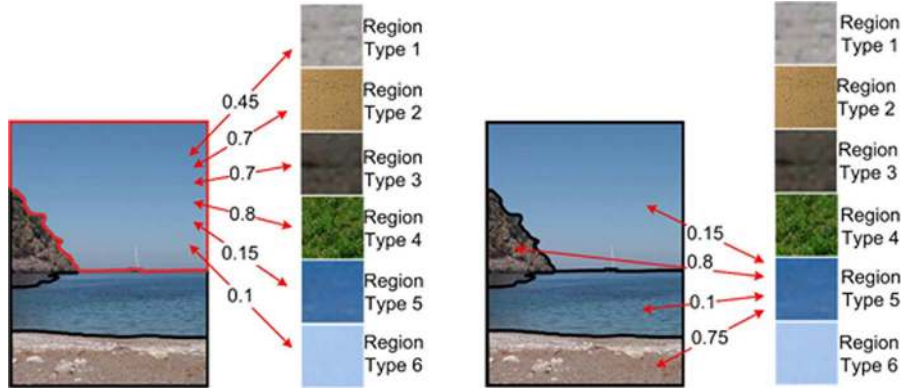 Region
Type 1
Region
Type 2
Region
Type 3
Region
Type 4
Region
Type 5
Region
Type 6
0.45
0.7
0.7
0.8
0.15
0.1
Region
Type 1
Region
Type 2
Region
Type 3
Region
Type 4
Region
Type 5
Region
Type 6
0.15
0.8
0.1
0.75